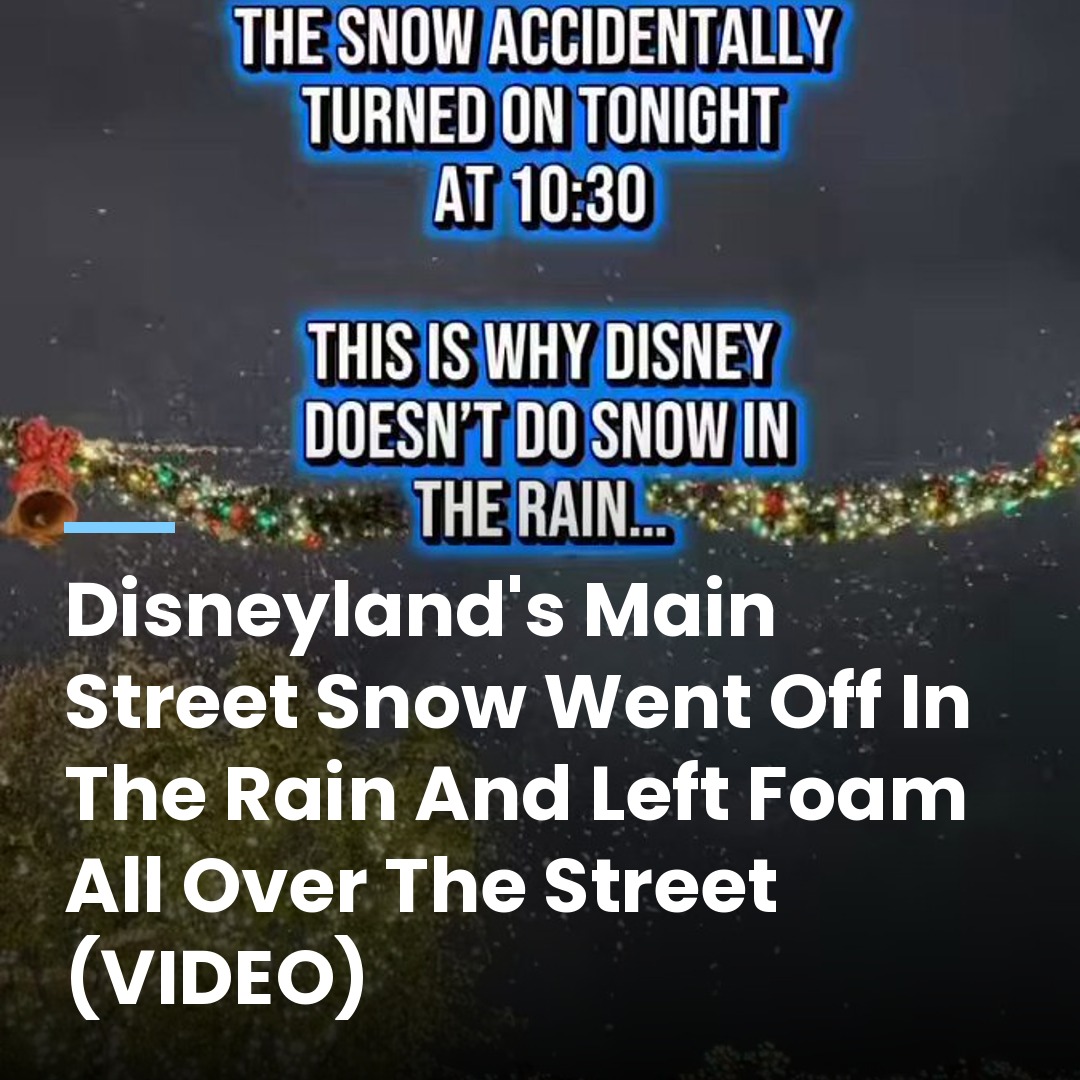 THE SNOW ACCIDENTALLY
TURNED ON TONIGHT
AT 10:30
THIS IS WHY DISNEY
DOESN'T DO SNOW IN
THE RAIN...
Disneyland's Main
Street Snow Went Off In
The Rain And Left Foam
All Over The Street
(VIDEO)